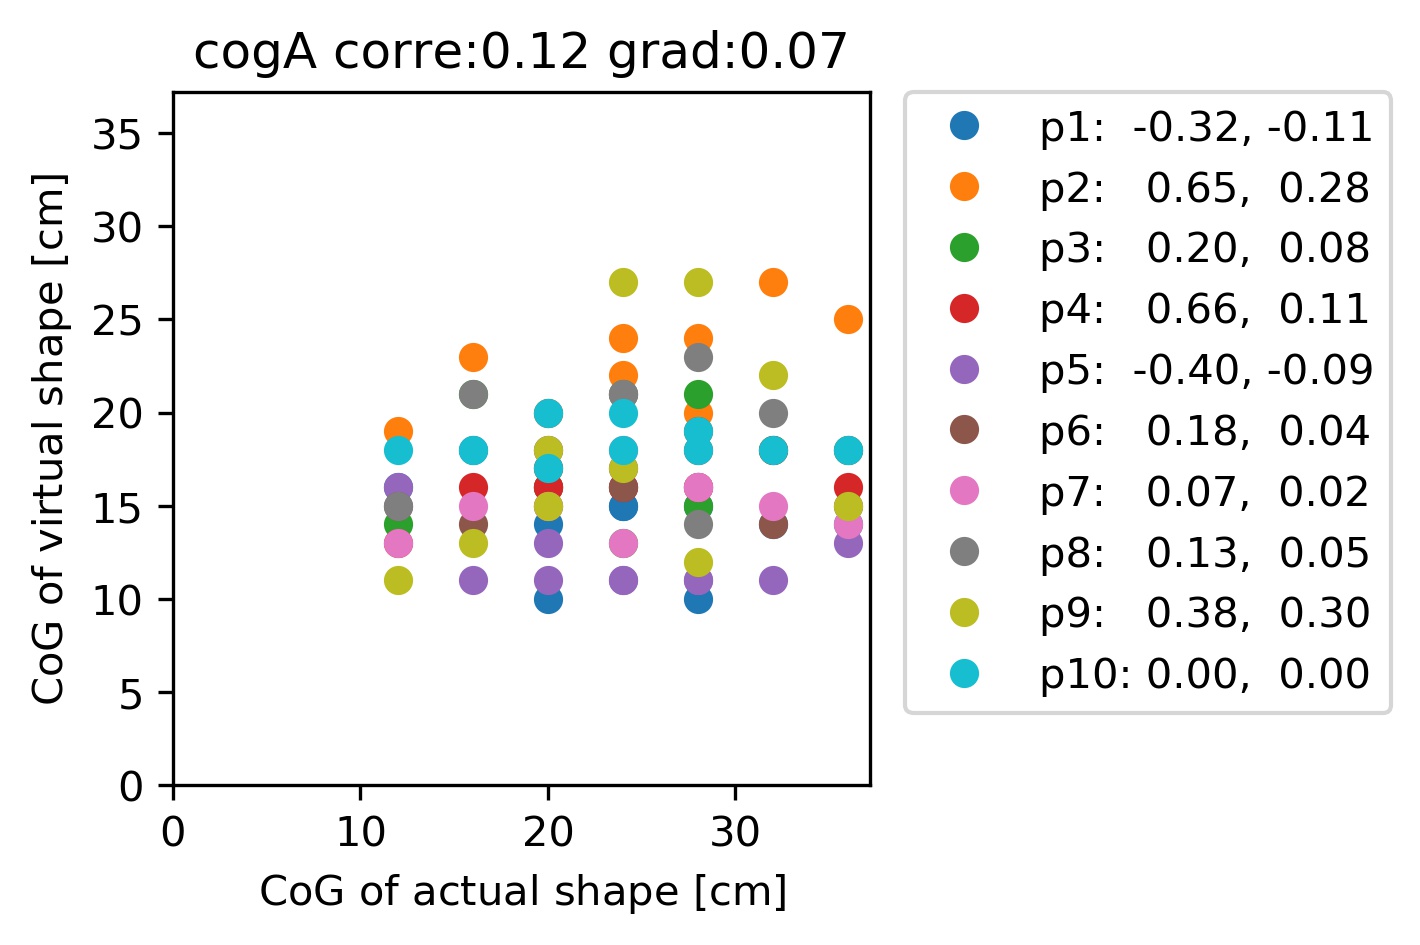 cogA corre:0.12 grad:0.07
CoG of virtual shape [cm]
35
30
25
20
15
10
5
0
0 10 20 30
CoG of actual shape [cm]
p1: -0.32, -0.11
p2: 0.65, 0.28
p3: 0.20, 0.08
p4: 0.66, 0.11
p5: -0.40, -0.09
p6: 0.18, 0.04
p7: 0.07, 0.02
p8: 0.13, 0.05
p9: 0.38, 0.30
p10: 0.00, 0.00